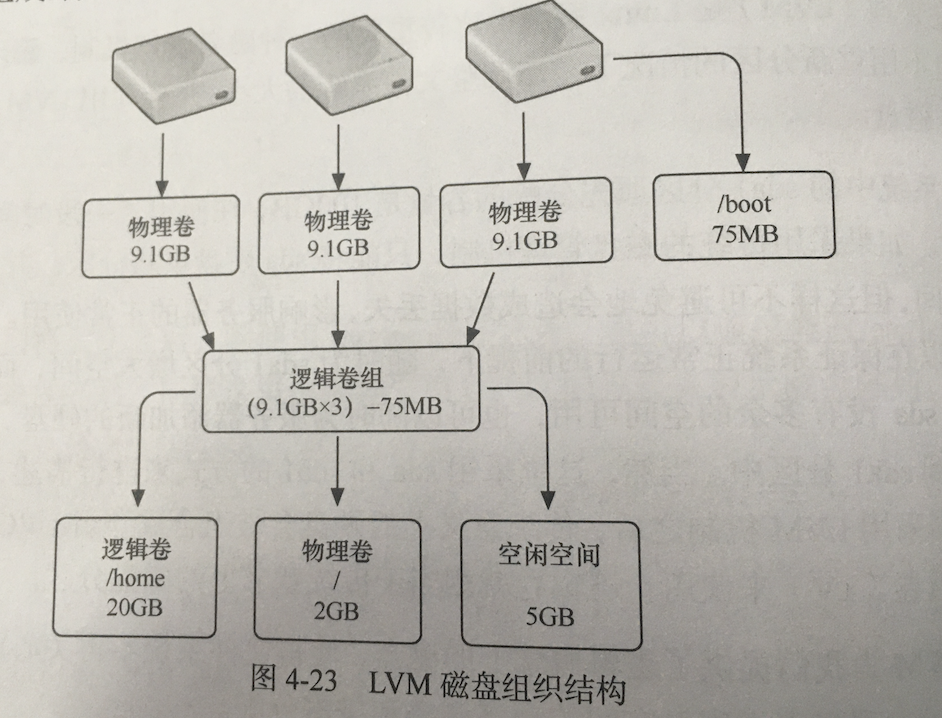 物理卷
9.1GB
物理卷
9.1GB
物理卷
9.1GB
/boot
75MB
逻辑卷组
(9.1GB×3) -75MB
逻辑卷
/home
20GB
物理卷
/
2GB
空闲空间
5GB
图 4-23 LVM 磁盘组织结构